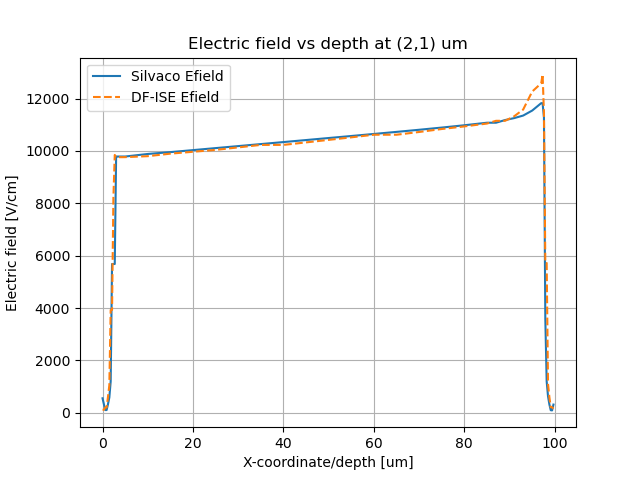 Electric field vs depth at (2,1) um
Silvaco Efield
DF-ISE Efield
Electric field [V/cm]
12000
10000
8000
6000
4000
2000
0
0 20 40 60 80 100
X-coordinate/depth [um]